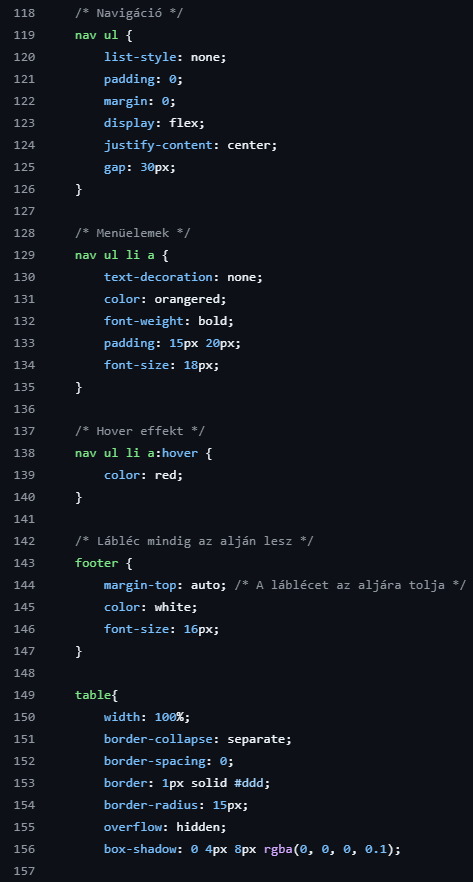 118 /* Navigáció */
119 nav ul {
120 list-style: none;
121 padding: 0;
122 margin: 0;
123 display: flex;
124 justify-content: center;
125 gap: 30px;
126 }
127
128 /* Menüelemek */
129 nav ul li a {
130 text-decoration: none;
131 color: orangered;
132 font-weight: bold;
133 padding: 15px 20px;
134 font-size: 18px;
135 }
136
137 /* Hover effekt */
138 nav ul li a:hover {
139 color: red;
140 }
141
142 /* Lábléc mindig az alján lesz */
143 footer {
144 margin-top: auto; /* A láblécet az aljára tolja */
145 color: white;
146 font-size: 16px;
147 }
148
149 table{
150 width: 100%;
151 border-collapse: separate;
152 border-spacing: 0;
153 border: 1px solid #ddd;
154 border-radius: 15px;
155 overflow: hidden;
156 box-shadow: 0 4px 8px rgba(0, 0, 0, 0.1);
157